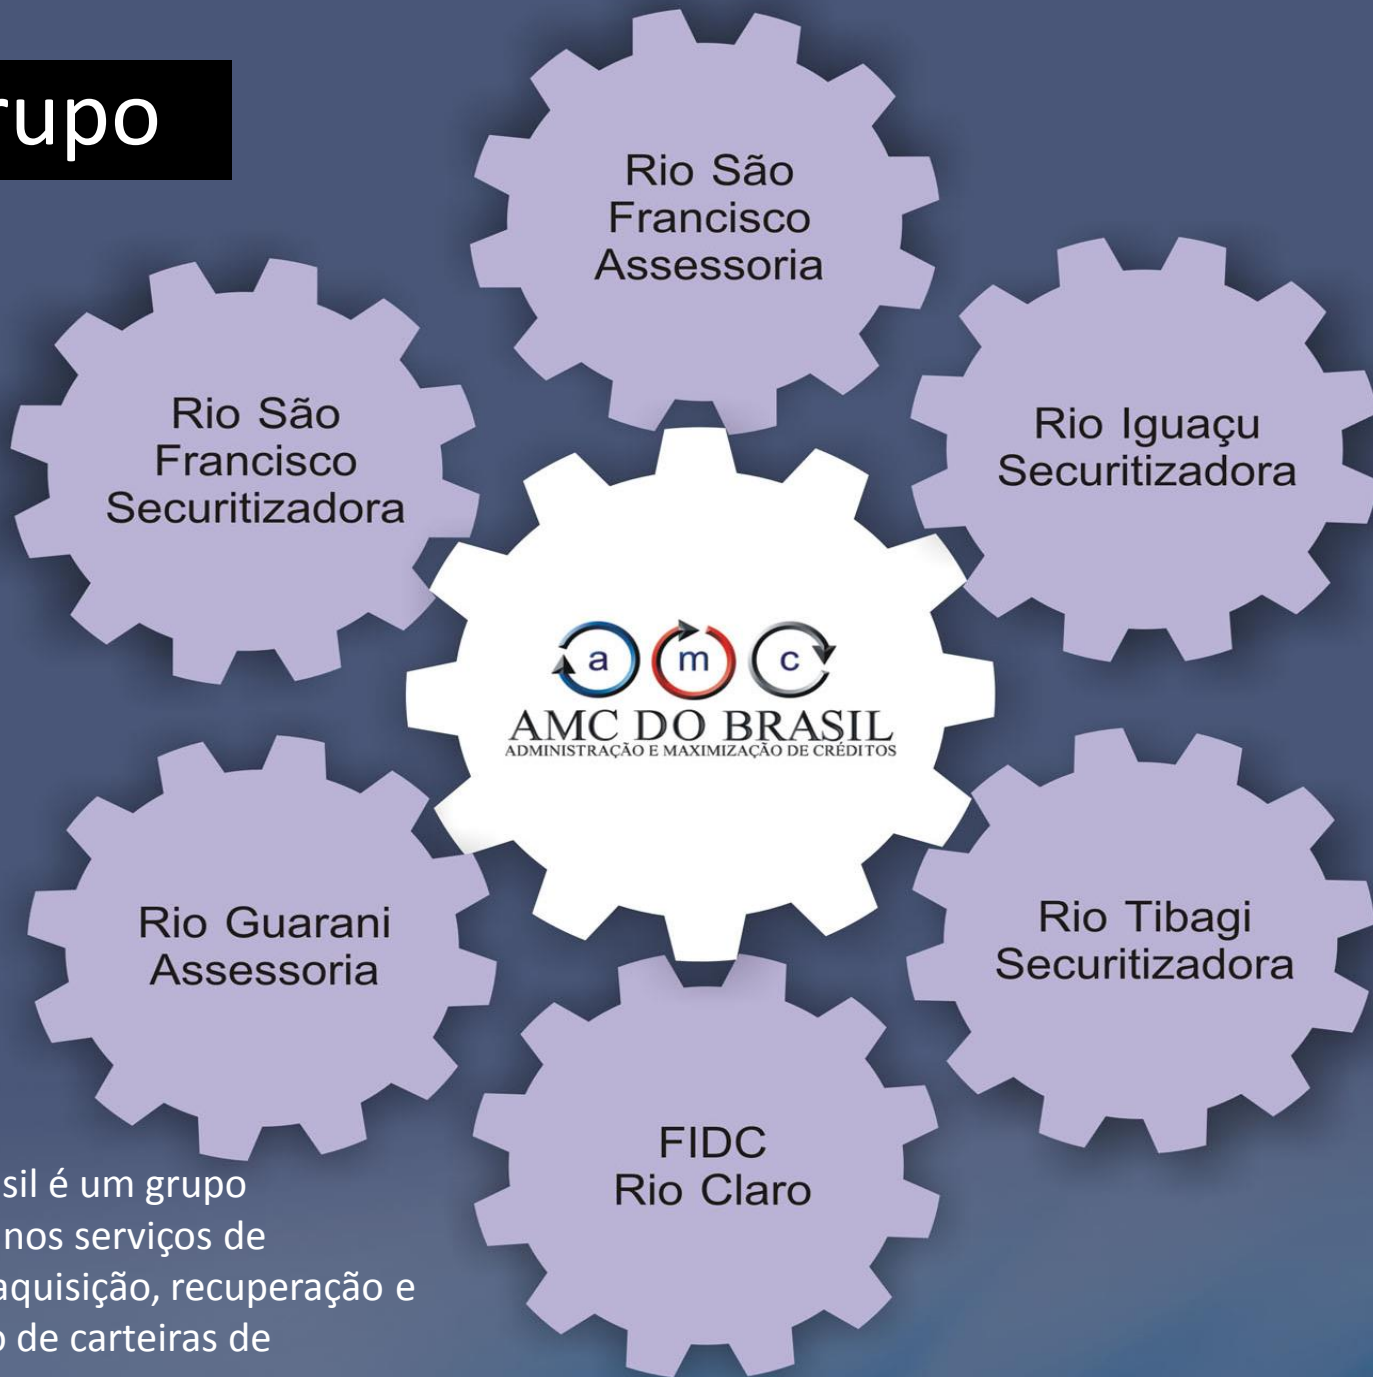 rupo
Rio São
Francisco
Assessoria
Rio São
Francisco
Securitizadora
Rio Iguaçu
Securitizadora
a m c
AMC DO BRASIL
ADMINISTRAÇÃO E MAXIMIZAÇÃO DE CRÉDITOS
Rio Guarani
Assessoria
Rio Tibagi
Securitizadora
FIDC
Rio Claro
sil é um grupo
nos serviços de
aquisição, recuperação e
o de carteiras de